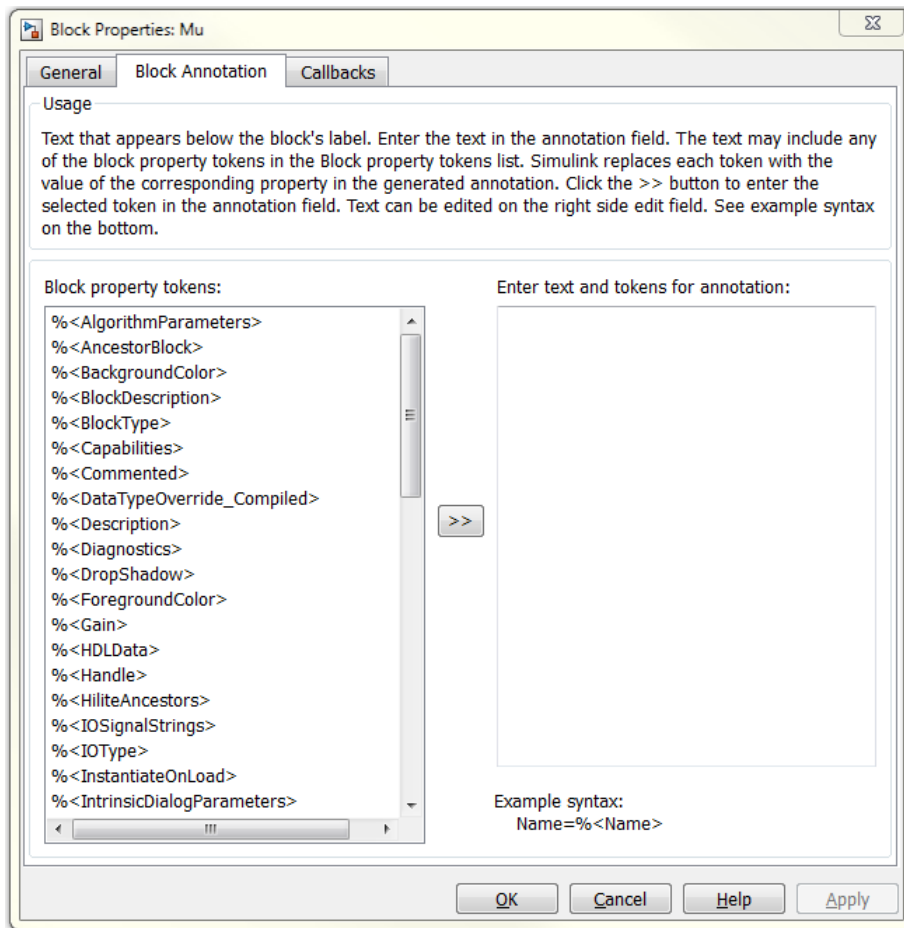 Block Properties: Mu
General
Block Annotation
Callbacks
Usage
Text that appears below the block's label. Enter the text in the annotation field. The text may include any
of the block property tokens in the Block property tokens list. Simulink replaces each token with the
value of the corresponding property in the generated annotation. Click the >> button to enter the
selected token in the annotation field. Text can be edited on the right side edit field. See example syntax
on the bottom.
Block property tokens:
%<AlgorithmParameters>
%<AncestorBlock>
%<BackgroundColor>
%<BlockDescription>
%<BlockType>
%<Capabilities>
%<Commented>
%<DataTypeOverride_Compiled>
%<Description>
%<Diagnostics>
%<DropShadow>
%<ForegroundColor>
%<Gain>
%<HDLData>
%<Handle>
%<HiliteAncestors>
%<IOSignalStrings>
%<IOType>
%<InstantiateOnLoad>
%<IntrinsicDialogParameters>
>>
Enter text and tokens for annotation:
Example syntax:
Name=%<Name>
OK
Cancel
Help
Apply